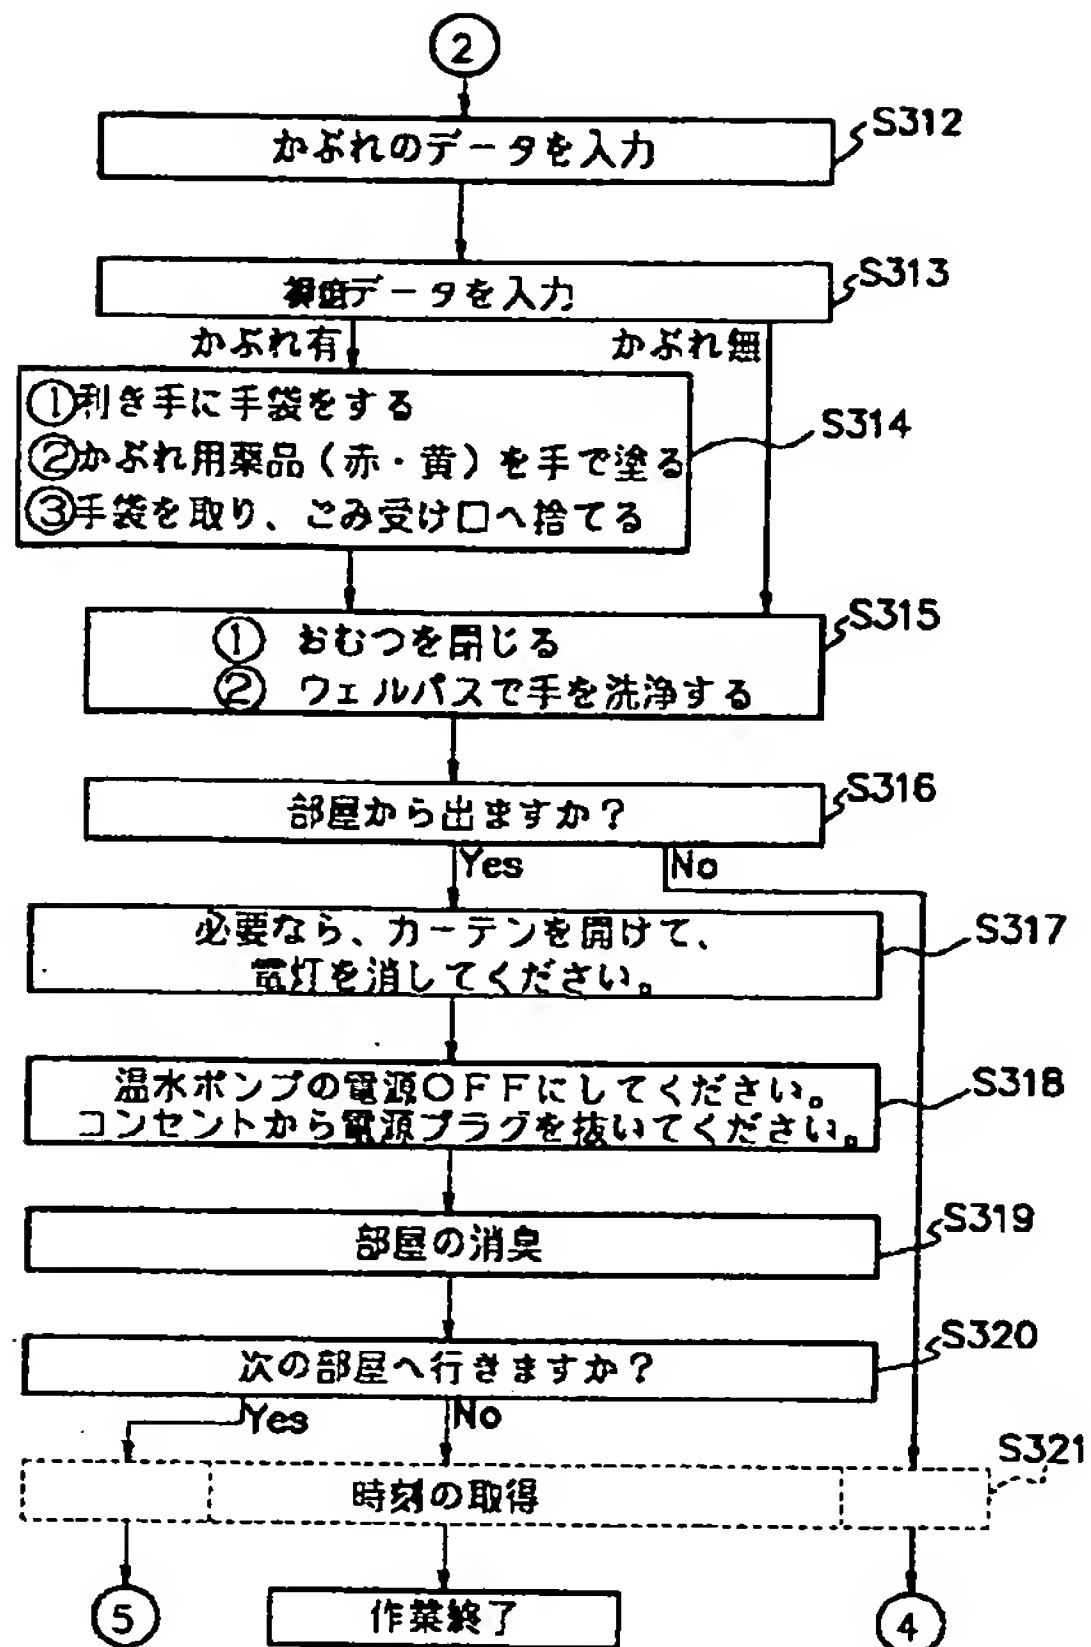 ②
かぶれのデータを入力
S312
データを入力
S313
かぶれ有
かぶれ無
①利き手に手袋をする
②かぶれ用薬品(赤・黄)を手で塗る
③手袋を取り、ごみ受け口へ捨てる
S314
① おむつを閉じる
② ウェルパスで手を洗浄する
S315
部屋から出ますか?
S316
Yes
No
必要なら、カーテンを開けて、
電灯を消してください。
S317
温水ポンプの電源OFFにしてください。
コンセントから電源プラグを抜いてください。
S318
部屋の消臭
S319
次の部屋へ行きますか?
S320
Yes
No
時刻の取得
S321
⑤
作業終了
④